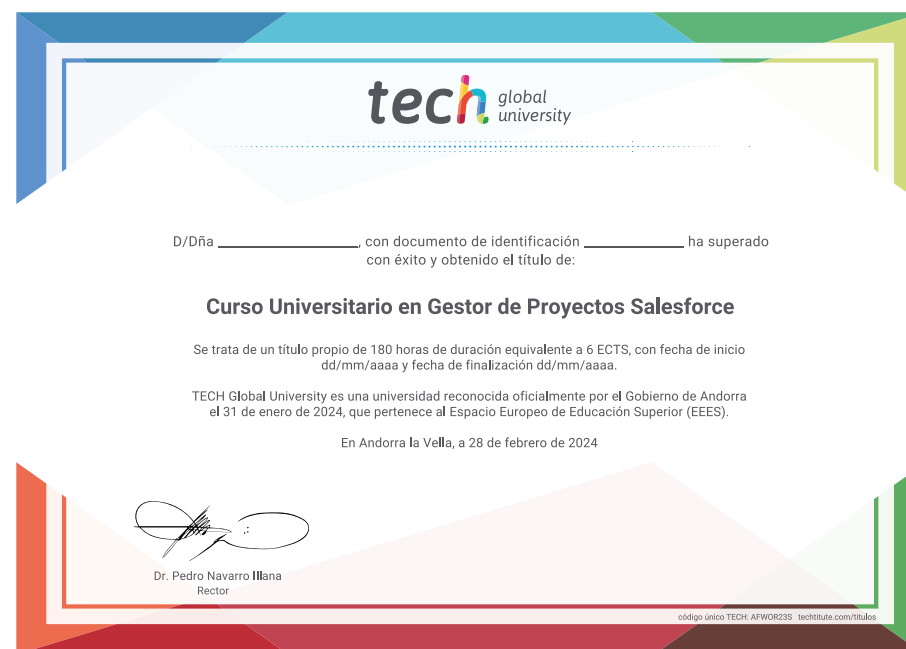 tech global
university
D/Dña ____________, con documento de identificación ____________ ha superado
con éxito y obtenido el título de:
Curso Universitario en Gestor de Proyectos Salesforce
Se trata de un título propio de 180 horas de duración equivalente a 6 ECTS, con fecha de inicio
dd/mm/aaaa y fecha de finalización dd/mm/aaaa.
TECH Global University es una universidad reconocida oficialmente por el Gobierno de Andorra
el 31 de enero de 2024, que pertenece al Espacio Europeo de Educación Superior (EEES).
En Andorra la Vella, a 28 de febrero de 2024
Dr. Pedro Navarro Illana
Rector
código único TECH: AFWOR23S techtitute.com/titulos